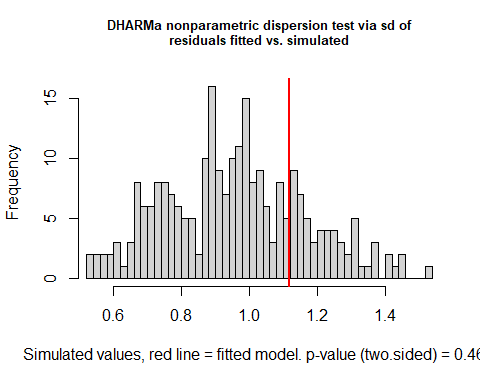 DHARMa nonparametric dispersion test via sd of
residuals fitted vs. simulated
Frequency
15
10
5
0
0.6 0.8 1.0 1.2 1.4
Simulated values, red line = fitted model. p-value (two.sided) = 0.46